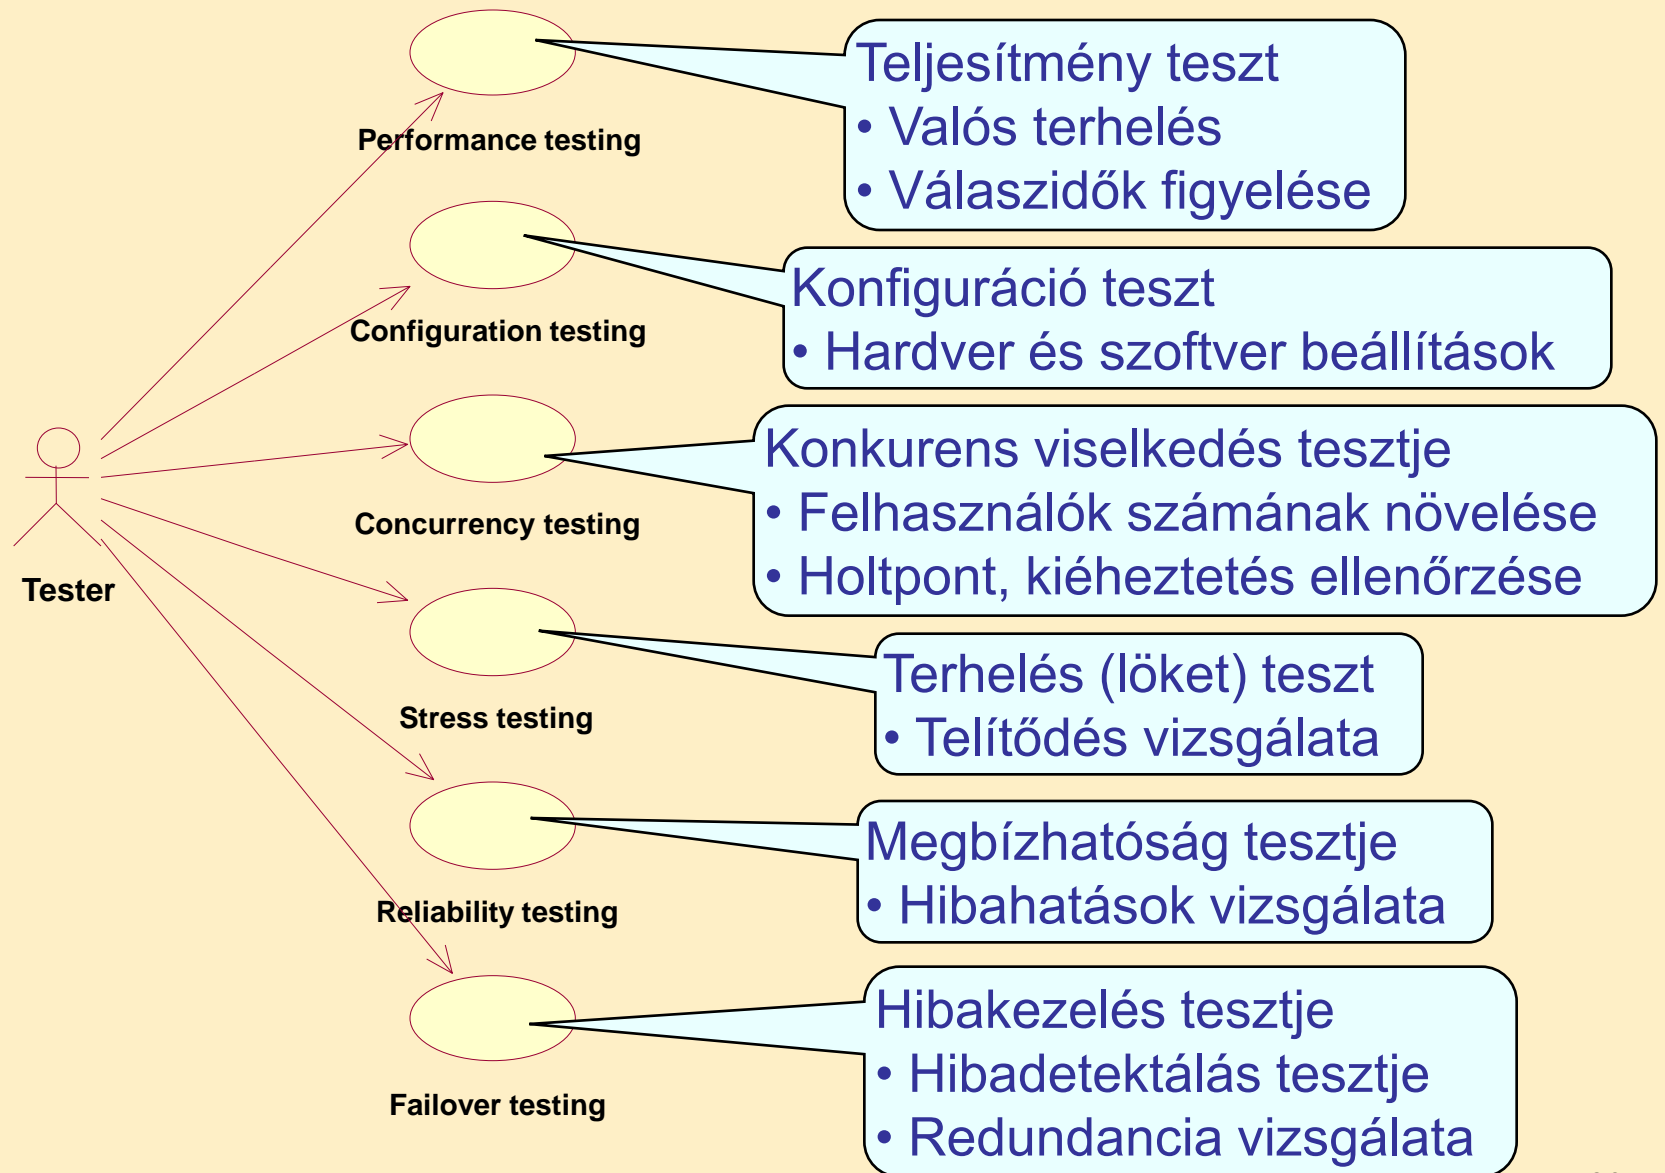 Performance testing
Teljesítmény teszt
• Valós terhelés
• Válaszidők figyelése
Configuration testing
Konfiguráció teszt
• Hardver és szoftver beállítások
Concurrency testing
Konkurens viselkedés tesztje
• Felhasználók számának növelése
• Holtpont, kiéheztetés ellenőrzése
Tester
Stress testing
Terhelés (löket) teszt
• Telítődés vizsgálata
Reliability testing
Megbízhatóság tesztje
• Hibahatások vizsgálata
Failover testing
Hibakezelés tesztje
• Hibadetektálás tesztje
• Redundancia vizsgálata